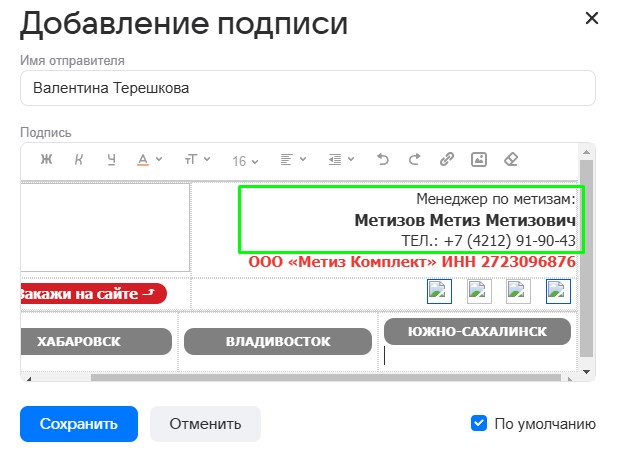 Добавление подписи
Имя отправителя
Валентина Терешкова
Подпись
Ж К Ч А тТ 16
Менеджер по метизам:
Метизов Метиз Метизович
ТЕЛ.: +7 (4212) 91-90-43
ООО «Метиз Комплект» ИНН 2723096876
Закажи на сайте
ХАБАРОВСК ВЛАДИВОСТОК ЮЖНО-САХАЛИНСК
Сохранить Отменить По умолчанию